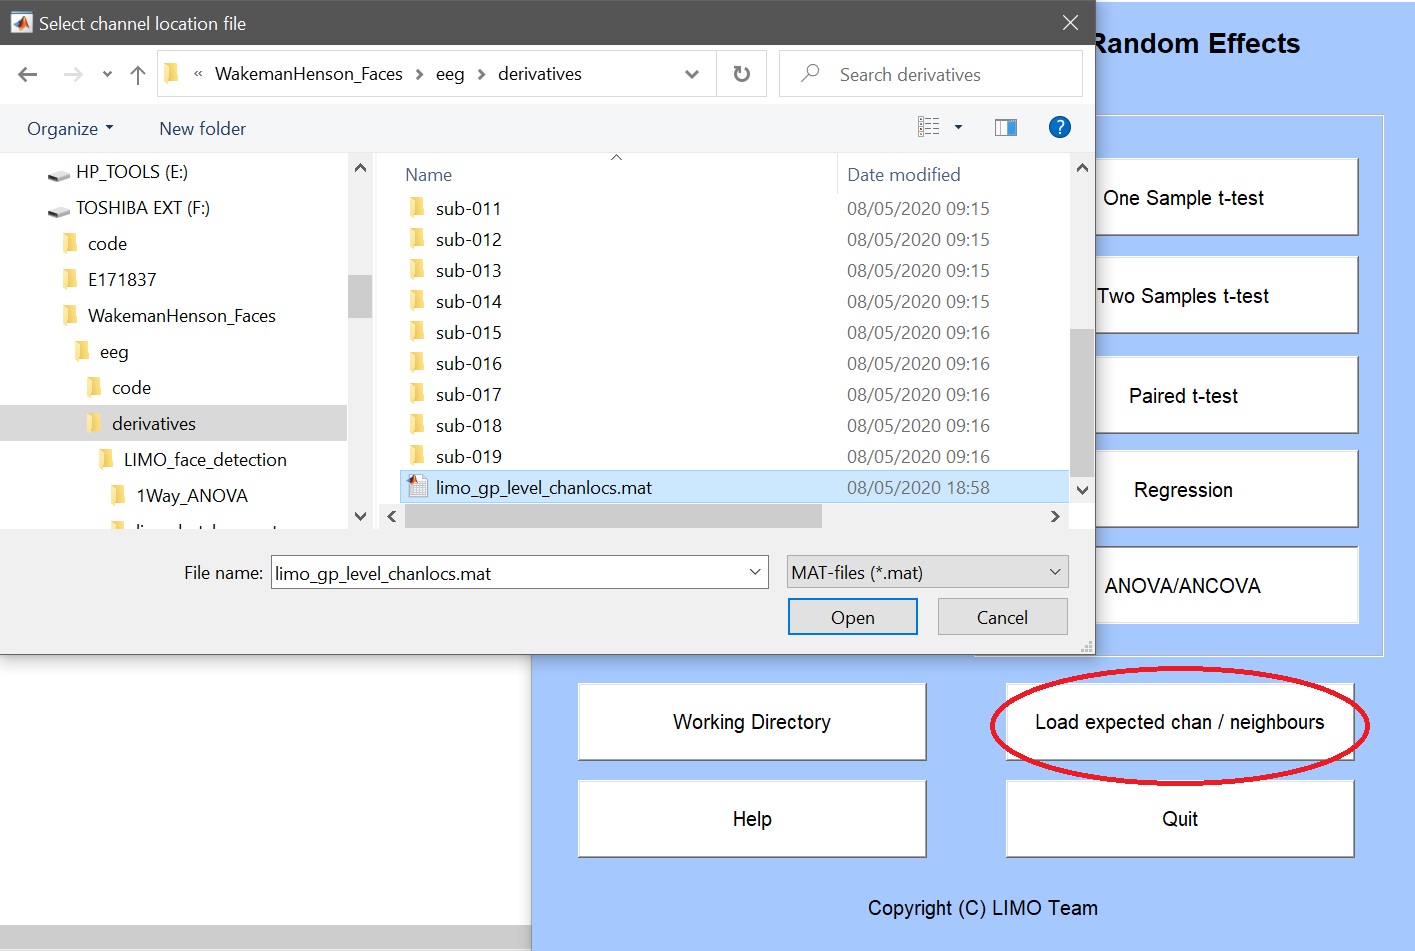 Select channel location file
« WakemanHenson_Faces > eeg > derivatives
Search derivatives
Organize
New folder
?
HP_TOOLS (E:)
TOSHIBA EXT (F:)
code
E171837
WakemanHenson_Faces
eeg
code
derivatives
LIMO_face_detection
1Way_ANOVA
Name Date modified
sub-011 08/05/2020 09:15
sub-012 08/05/2020 09:15
sub-013 08/05/2020 09:15
sub-014 08/05/2020 09:15
sub-015 08/05/2020 09:16
sub-016 08/05/2020 09:16
sub-017 08/05/2020 09:16
sub-018 08/05/2020 09:16
sub-019 08/05/2020 09:16
limo_gp_level_chanlocs.mat 08/05/2020 18:58
File name: limo_gp_level_chanlocs.mat
MAT-files (*.mat)
Open
Cancel
Random Effects
One Sample t-test
Two Samples t-test
Paired t-test
Regression
ANOVA/ANCOVA
Working Directory
Load expected chan / neighbours
Help
Quit
Copyright (C) LIMO Team